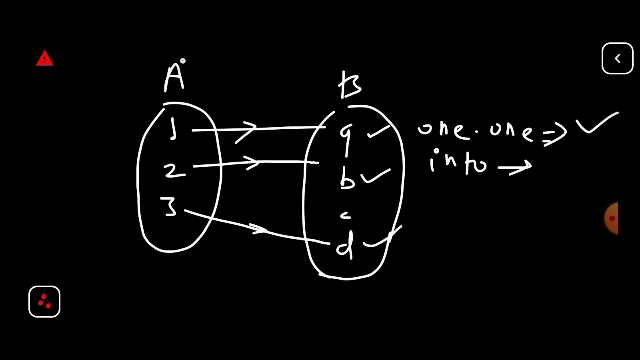 A
B
1
a
one. one => ✓
2
b
into →
3
c
d